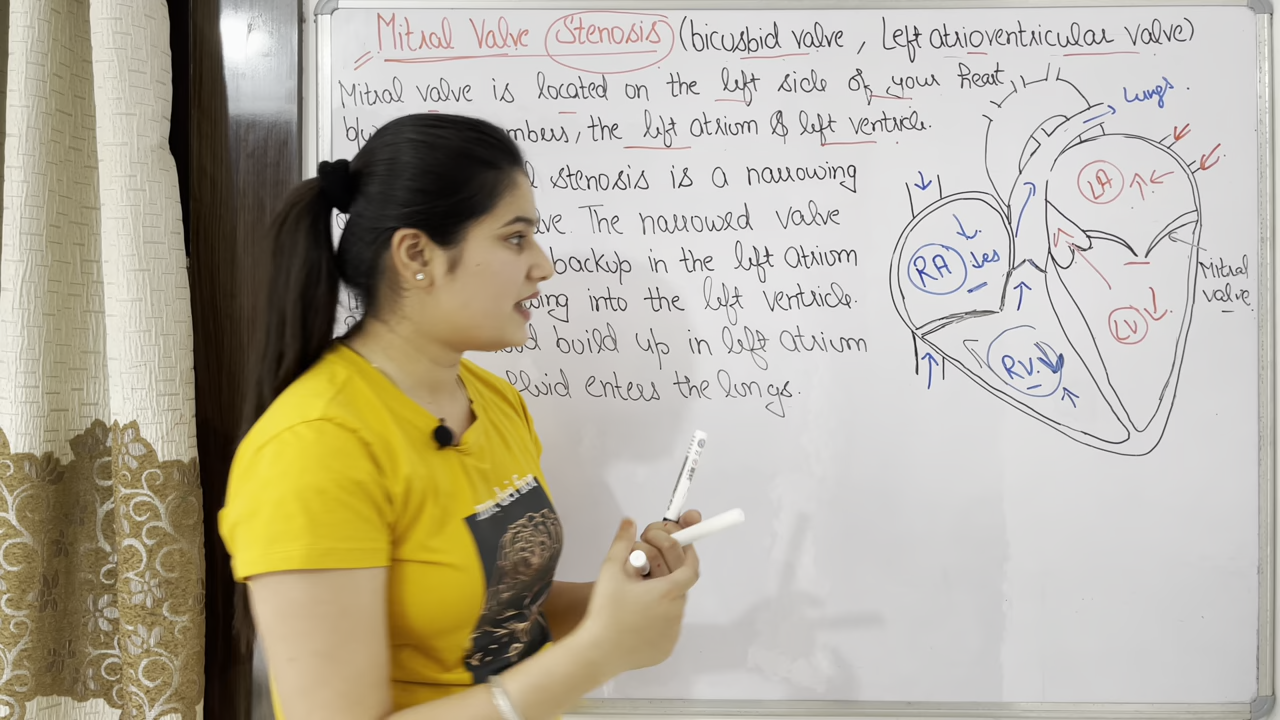 Mitral Valve Stenosis (bicusbid valve, Left atrioventricular valve)
Mitral valve is located on the left side of your heart
mbers, the left atrium & left ventricle.
stenosis is a narrowing
The narrowed valve
backup in the left atrium
into the left ventricle.
build up in left atrium
fluid enters the lungs.
Lungs
LA
RA
Mitral
valve
LV
RV